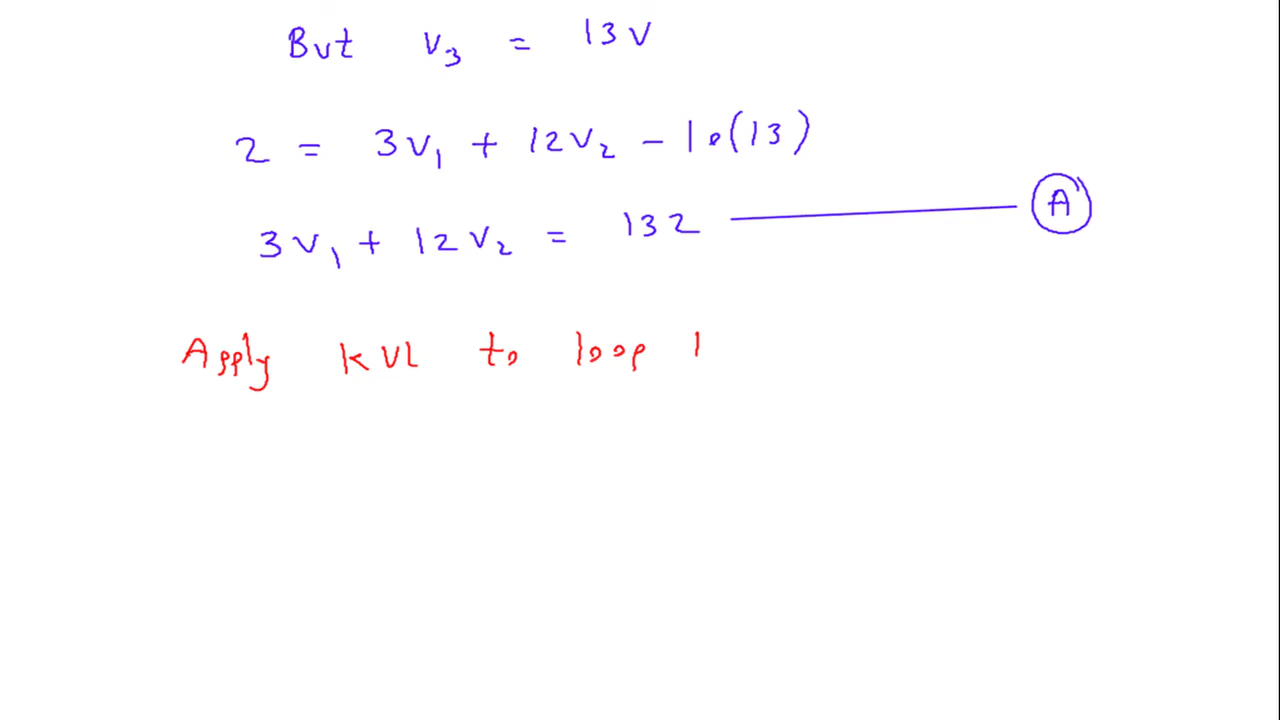 But v₃ = 13V
2 = 3v₁ + 12v₂ - 10(13)
3v₁ + 12v₂ = 132 ——— A
Apply KVL to loop 1